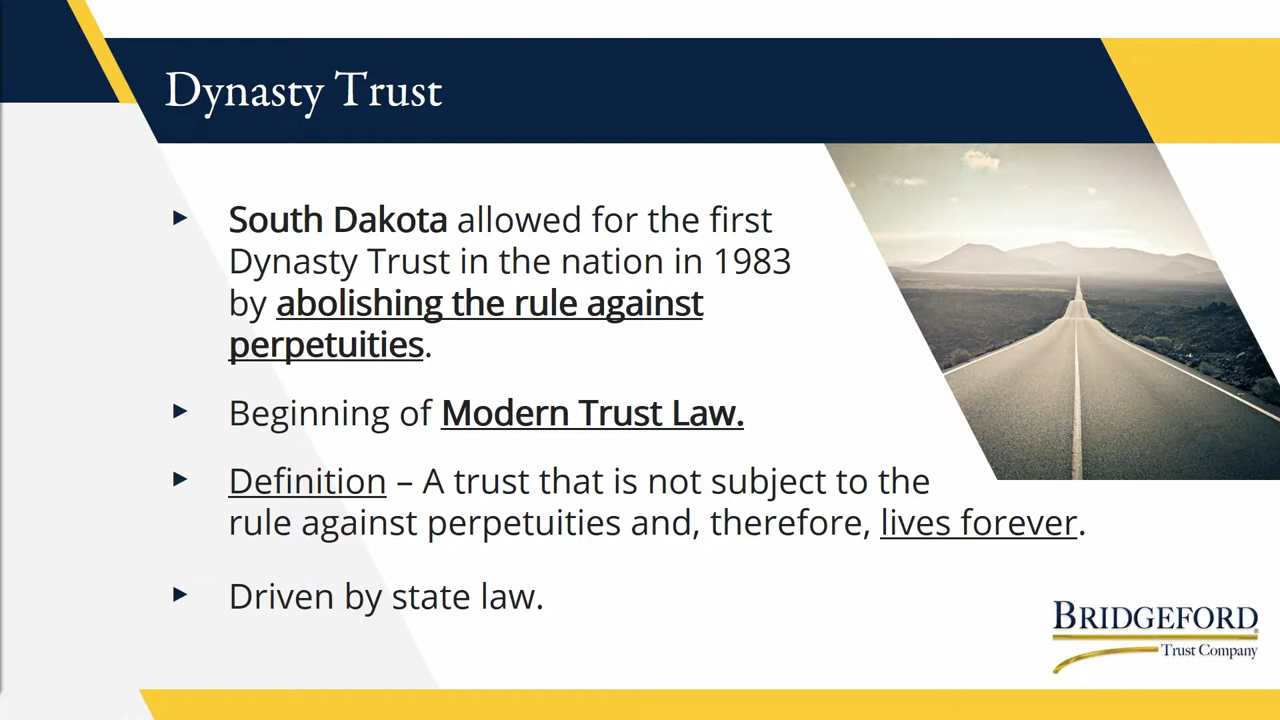 Dynasty Trust
South Dakota allowed for the first
Dynasty Trust in the nation in 1983
by abolishing the rule against
perpetuities.
Beginning of Modern Trust Law.
Definition – A trust that is not subject to the
rule against perpetuities and, therefore, lives forever.
Driven by state law.
BRIDGEFORD®
Trust Company